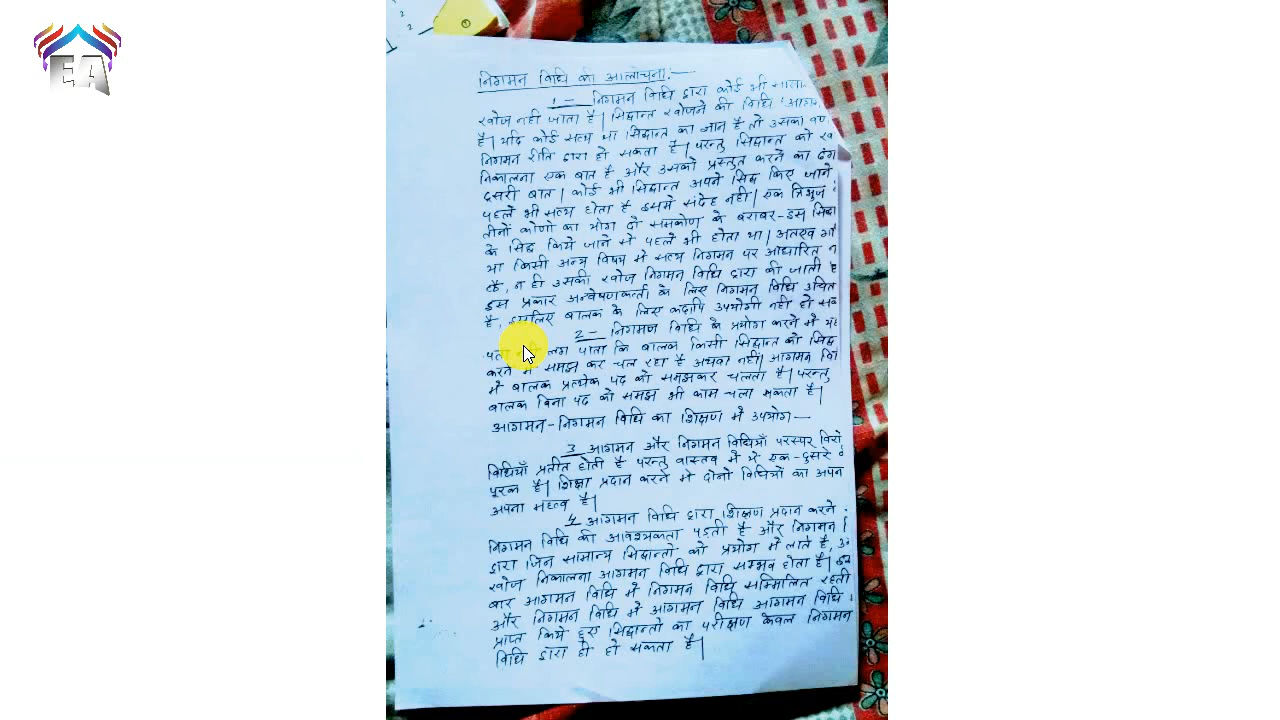 EA
निगमन विधि की आलोचना:—
1 — निगमन विधि द्वारा कोई भी
खोज नही जाता है। सिद्धान्त खोजने की विधि
है। यदि कोई सत्य या सिद्धान्त का ज्ञान है तो उसका
निगमन रीति द्वारा हो सकता है। परन्तु सिद्धान्त को
निकालना एक बात है और उसको प्रस्तुत करने का ढंग
दुसरी बात। कोई भी सिद्धान्त अपने सिद्ध किए जाने
पहले भी सत्य होता है इसमे संदेह नही। एक त्रिभुज
तीनों कोणो का योग दो समकोण के बराबर-इस
के सिद्ध किये जाने से पहले भी होता था। अतएव
या किसी अन्य विषय मे सत्य निगमन पर आधारित
न ही उसकी खोज निगमन विधि द्वारा की जाती
इस प्रकार अन्वेषणकर्त्ता के लिए निगमन विधि उचित
है, इसलिए बालक के लिए कदापि उपयोगी नही हो
2 — निगमन विधि के प्रयोग करने मे
लग पाता कि बालक किसी सिद्धान्त को सिद्ध
करने मे समझ कर चल रहा है अथवा नही। आगमन
में बालक प्रत्येक पद को समझकर चलता है। परन्तु
बालक बिना पद को समझ भी काम चला सकता है।
आगमन-निगमन विधि का शिक्षण में उपयोग—
3 आगमन और निगमन विधियाँ परस्पर
विधियाँ प्रतीत होती है परन्तु वास्तव में ये एक-दुसरे
पूरक है। शिक्षा प्रदान करने मे दोनो विधियों का
अपना महत्व है।
4 आगमन विधि द्वारा शिक्षण प्रदान करने
निगमन विधि की आवश्यकता पड़ती है और निगमन
द्वारा जिन सामान्य सिद्धान्तो को प्रयोग में लाते है,
खोज निकालना आगमन विधि द्वारा सम्भव होता है।
बार आगमन विधि में निगमन विधि सम्मिलित रहती
और निगमन विधि में आगमन विधि आगमन विधि
प्राप्त किये हुए सिद्धान्तो का परीक्षण केवल निगमन
विधि द्वारा ही हो सकता है।